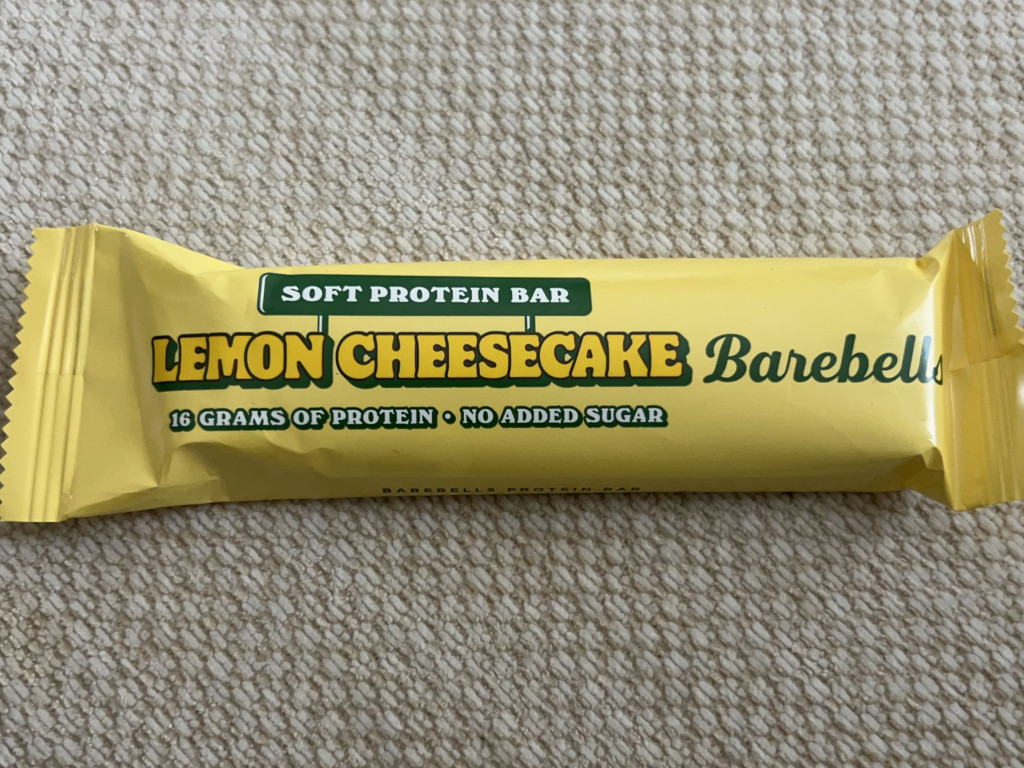 SOFT PROTEIN BAR
LEMON CHEESECAKE Barebells
16 GRAMS OF PROTEIN • NO ADDED SUGAR
BAREBELLS PROTEIN BAR